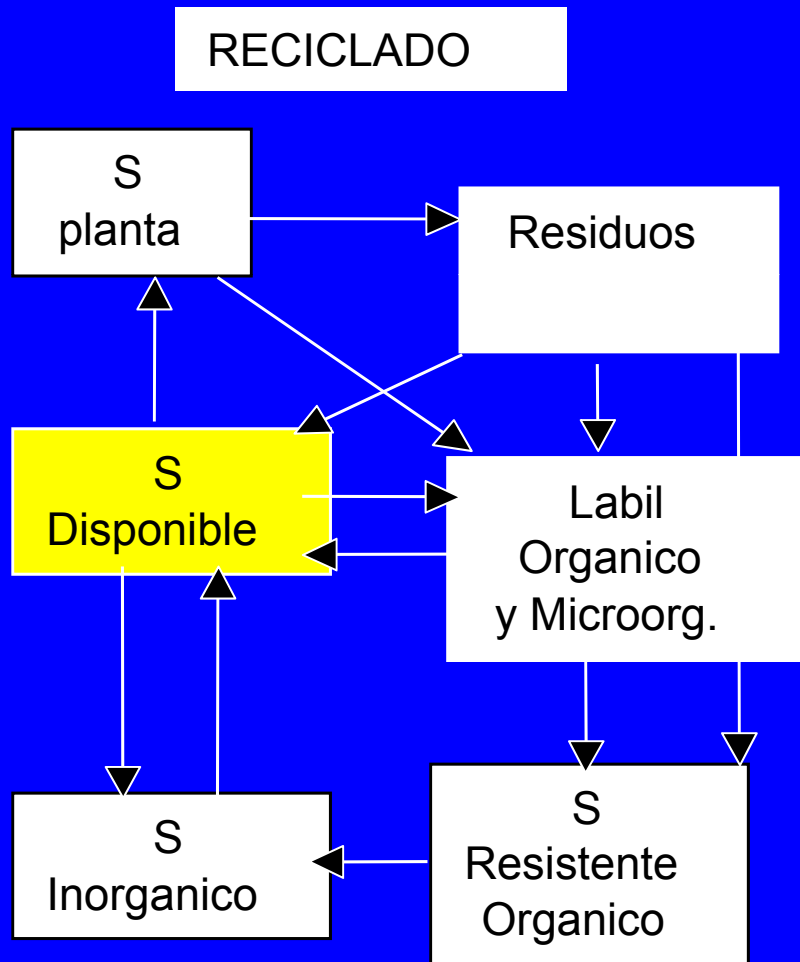 RECICLADO
S
planta
Residuos
S
Disponible
Labil
Organico
y Microorg.
S
Inorganico
S
Resistente
Organico